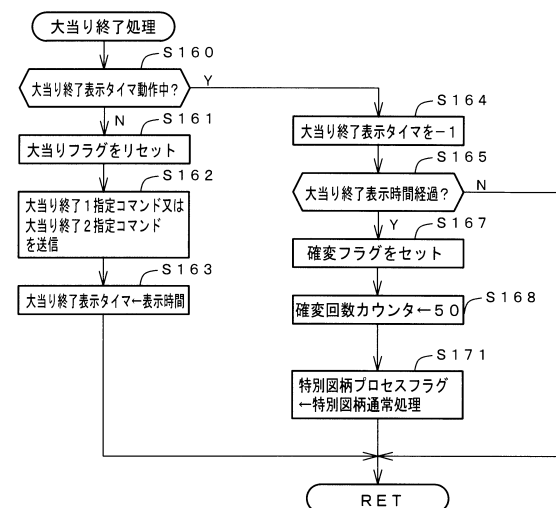 大当り終了処理
S160
大当り終了表示タイマ動作中?
Y
N
S161
大当りフラグをリセット
S162
大当り終了1指定コマンド又は
大当り終了2指定コマンド
を送信
S163
大当り終了表示タイマ←表示時間
S164
大当り終了表示タイマを−1
S165
大当り終了表示時間経過?
N
Y
S167
確変フラグをセット
S168
確変回数カウンタ←50
S171
特別図柄プロセスフラグ
←特別図柄通常処理
RET